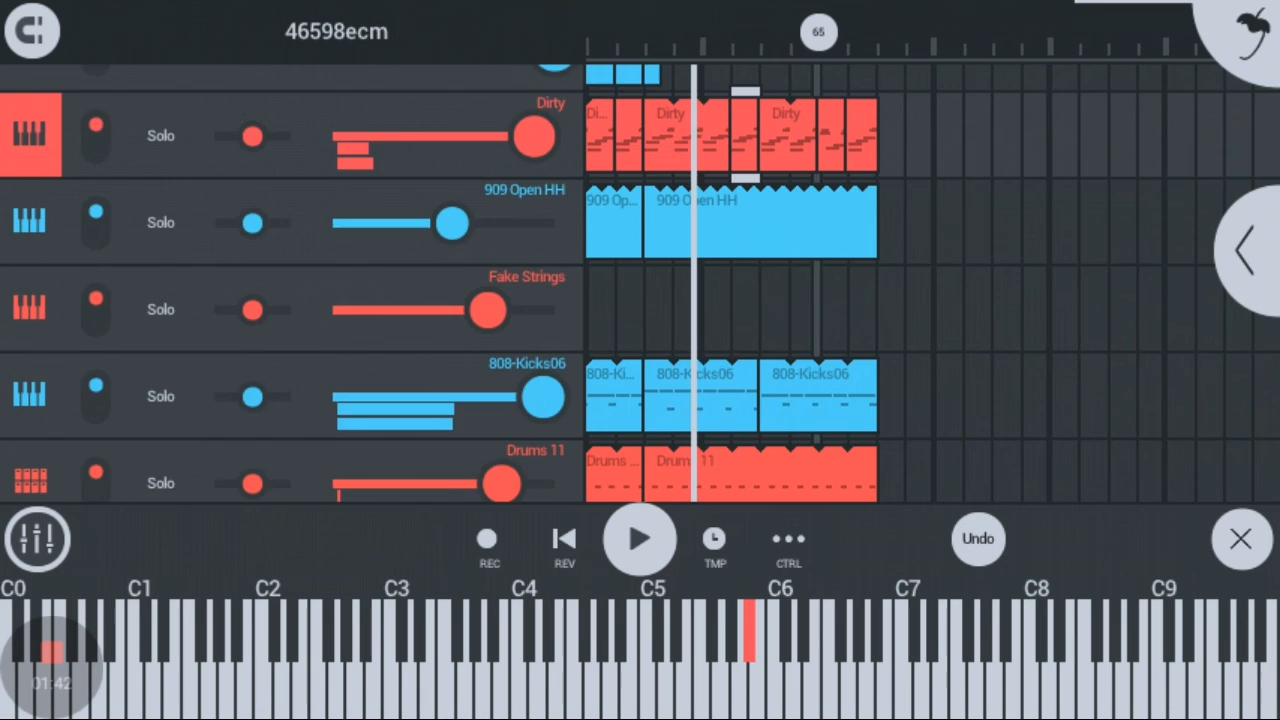 46598ecm
65
Dirty
Solo
Di...
Dirty
Dirty
909 Open HH
Solo
909 Op...
909 Open HH
Fake Strings
Solo
808-Kicks06
Solo
808-Ki...
808-Kicks06
808-Kicks06
Drums 11
Solo
Drums ...
Drums 11
REC
REV
TMP
CTRL
Undo
C0 C1 C2 C3 C4 C5 C6 C7 C8 C9
01:42